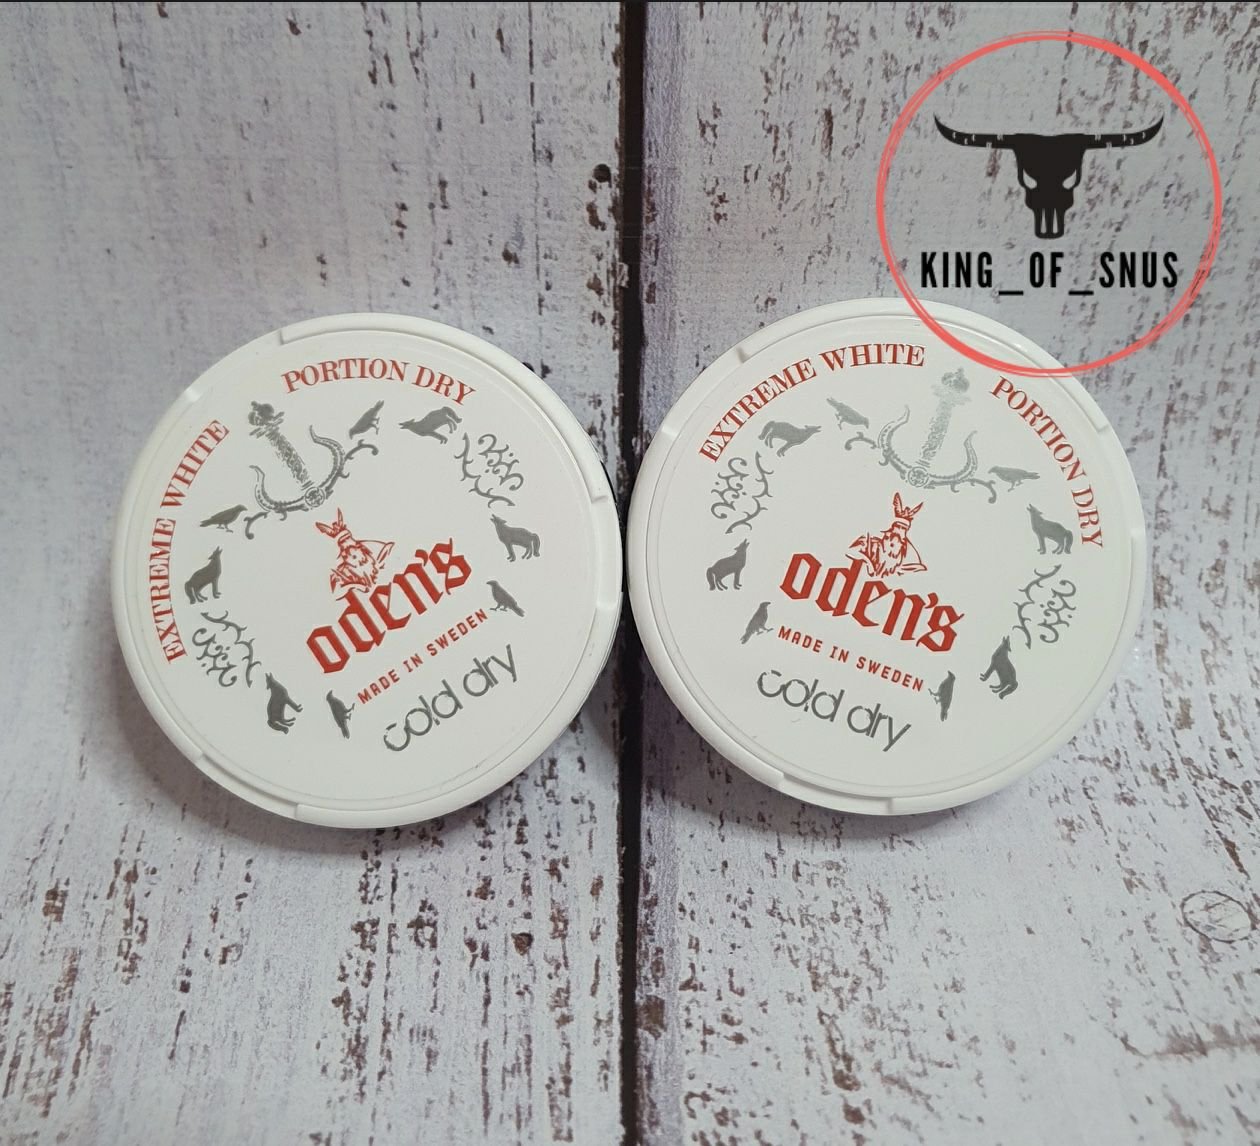 KING_OF_SNUS
EXTREME WHITE
PORTION DRY
oden's
MADE IN SWEDEN
cold dry
EXTREME WHITE
PORTION DRY
oden's
MADE IN SWEDEN
cold dry